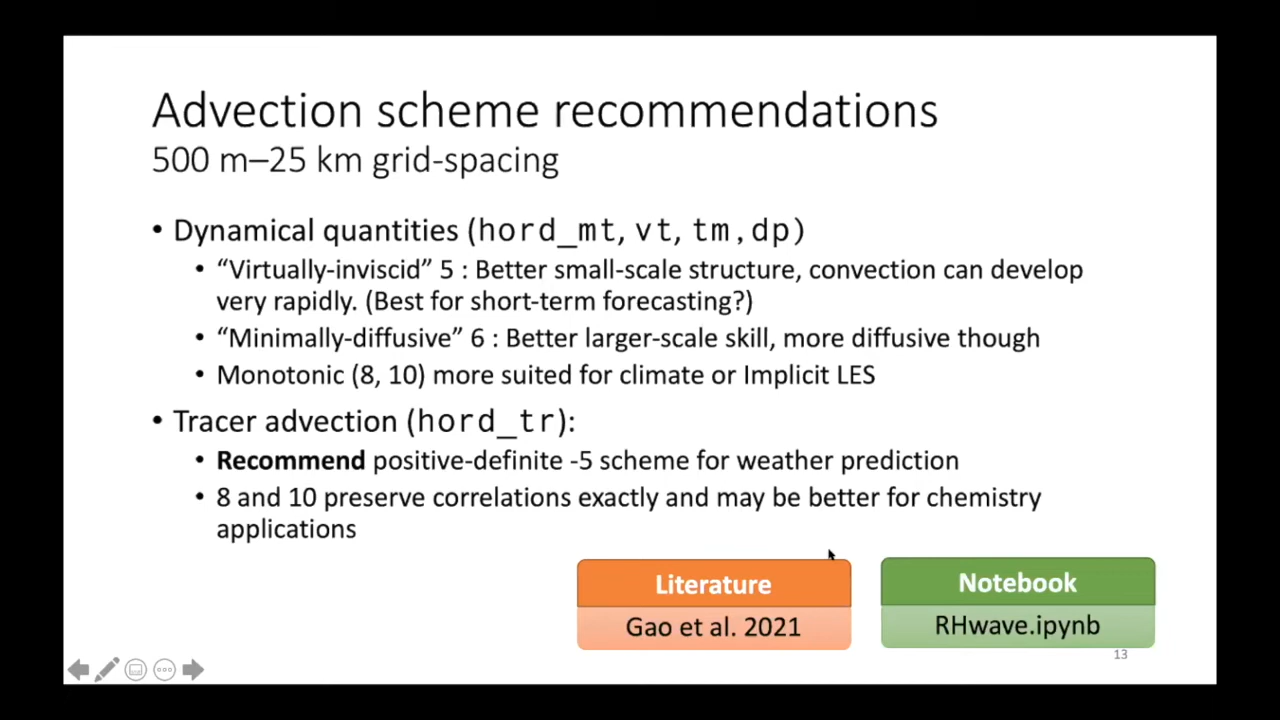 Advection scheme recommendations
500 m–25 km grid-spacing
• Dynamical quantities (hord_mt, vt, tm,dp)
• “Virtually-inviscid” 5 : Better small-scale structure, convection can develop
very rapidly. (Best for short-term forecasting?)
• “Minimally-diffusive” 6 : Better larger-scale skill, more diffusive though
• Monotonic (8, 10) more suited for climate or Implicit LES
• Tracer advection (hord_tr):
• Recommend positive-definite -5 scheme for weather prediction
• 8 and 10 preserve correlations exactly and may be better for chemistry
applications
Literature
Gao et al. 2021
Notebook
RHwave.ipynb
13